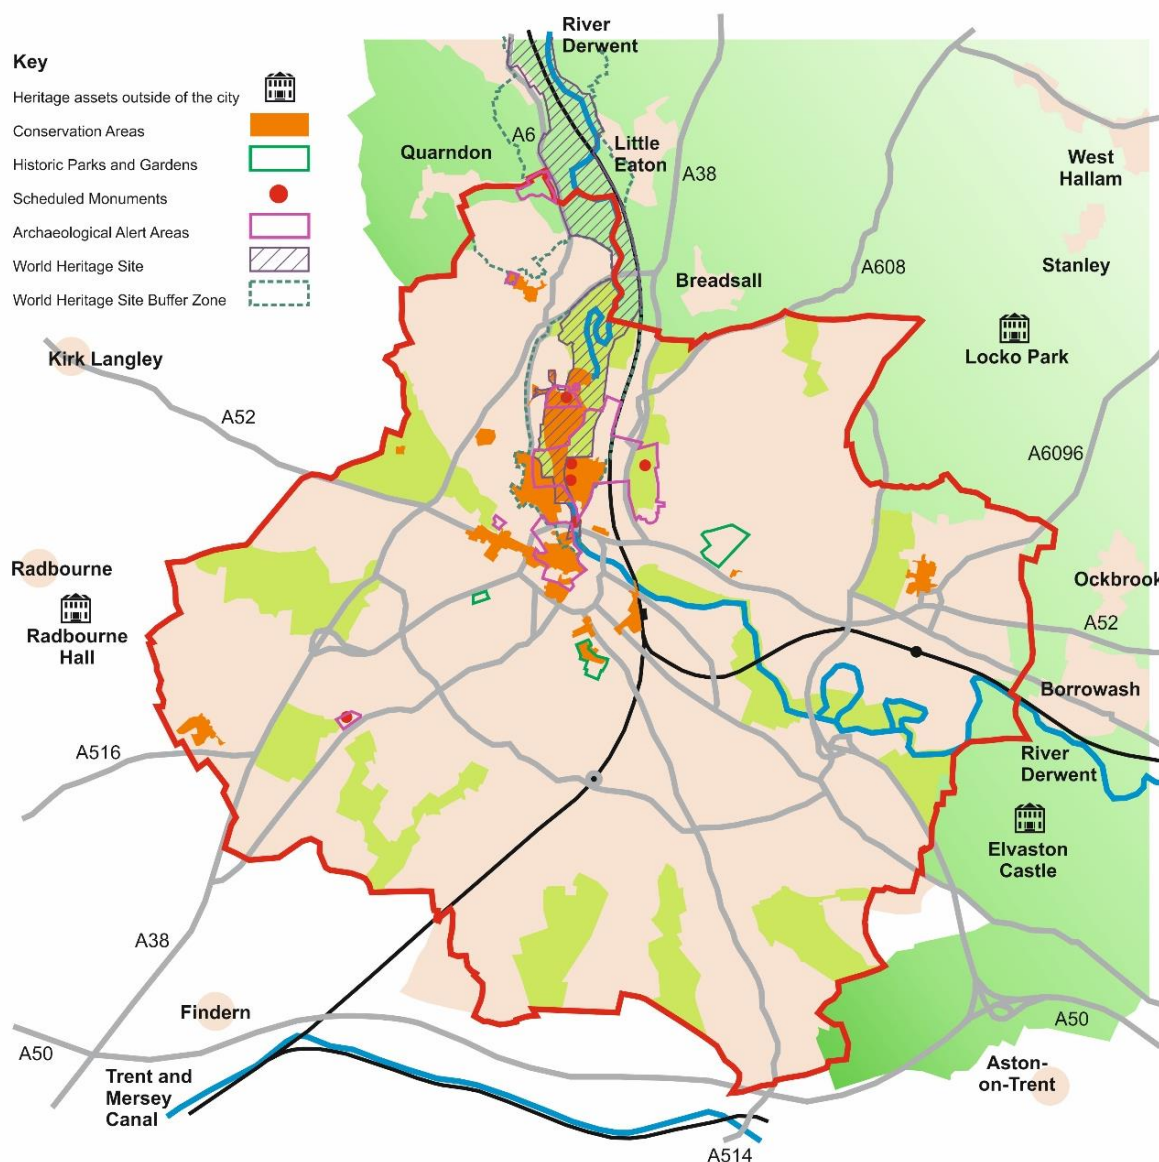 River
Derwent
Key
Heritage assets outside of the city
Conservation Areas
Historic Parks and Gardens
Scheduled Monuments
Archaeological Alert Areas
World Heritage Site
World Heritage Site Buffer Zone
A6
Quarndon
Little
Eaton
A38
West
Hallam
Breadsall
A608
Stanley
Kirk Langley
Locko Park
A52
A6096
Radbourne
Ockbrook
Radbourne
Hall
A52
Borrowash
A516
River
Derwent
Elvaston
Castle
A38
Findern
A50
A50
Trent and
Mersey
Canal
Aston-
on-Trent
A514